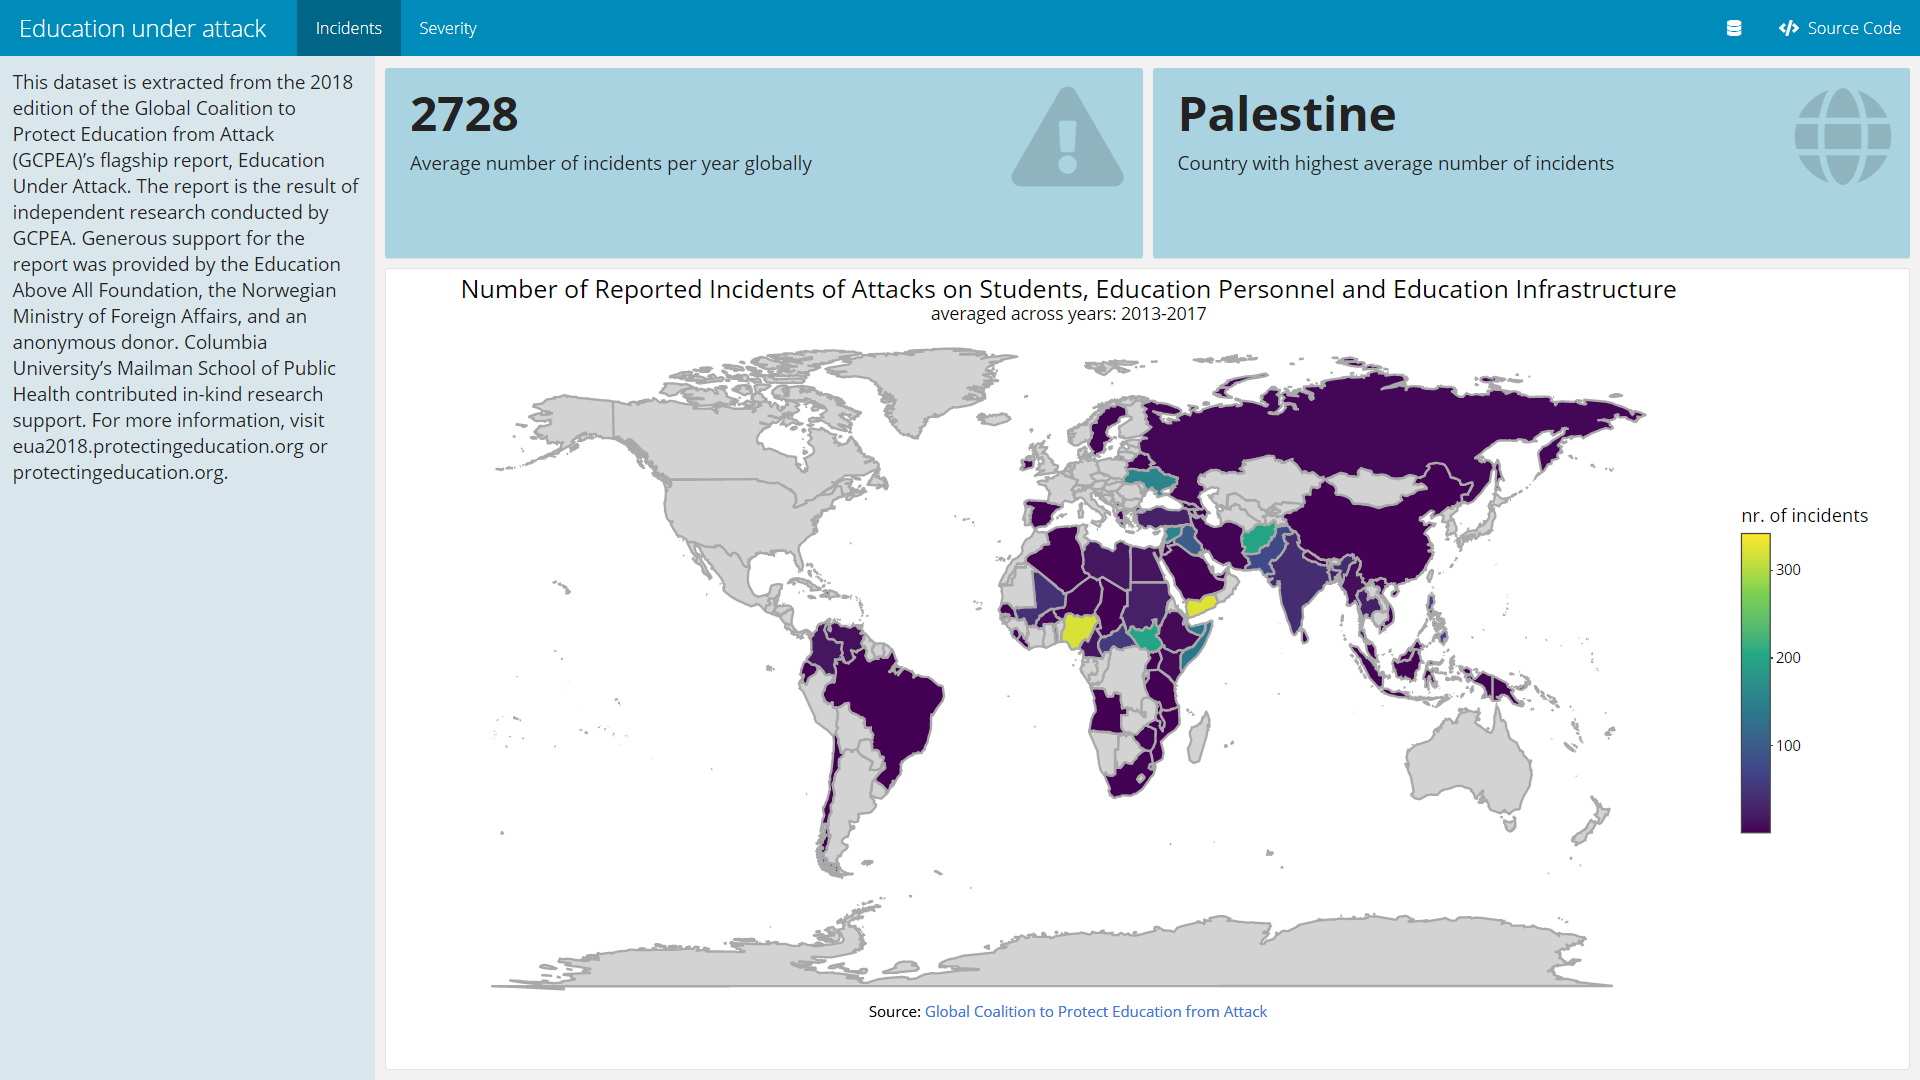 Education under attack
Incidents
Severity
Source Code
This dataset is extracted from the 2018
edition of the Global Coalition to
Protect Education from Attack
(GCPEA)’s flagship report, Education
Under Attack. The report is the result of
independent research conducted by
GCPEA. Generous support for the
report was provided by the Education
Above All Foundation, the Norwegian
Ministry of Foreign Affairs, and an
anonymous donor. Columbia
University’s Mailman School of Public
Health contributed in-kind research
support. For more information, visit
eua2018.protectingeducation.org or
protectingeducation.org.
2728
Average number of incidents per year globally
Palestine
Country with highest average number of incidents
Number of Reported Incidents of Attacks on Students, Education Personnel and Education Infrastructure
averaged across years: 2013-2017
nr. of incidents
300
200
100
Source: Global Coalition to Protect Education from Attack